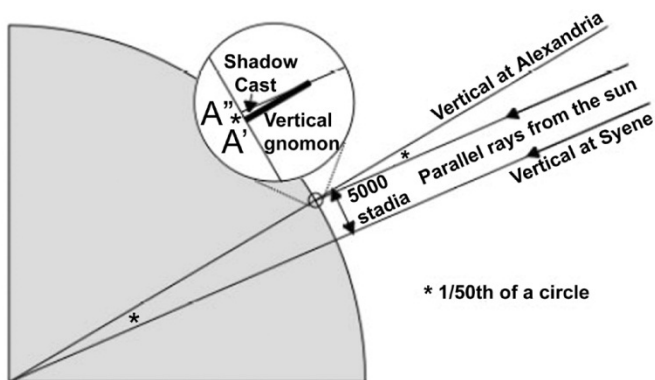 Shadow
Cast
A" *
A'
Vertical
gnomon
Vertical at Alexandria
*
Parallel rays from the sun
Vertical at Syene
5000
stadia
* 1/50th of a circle
*